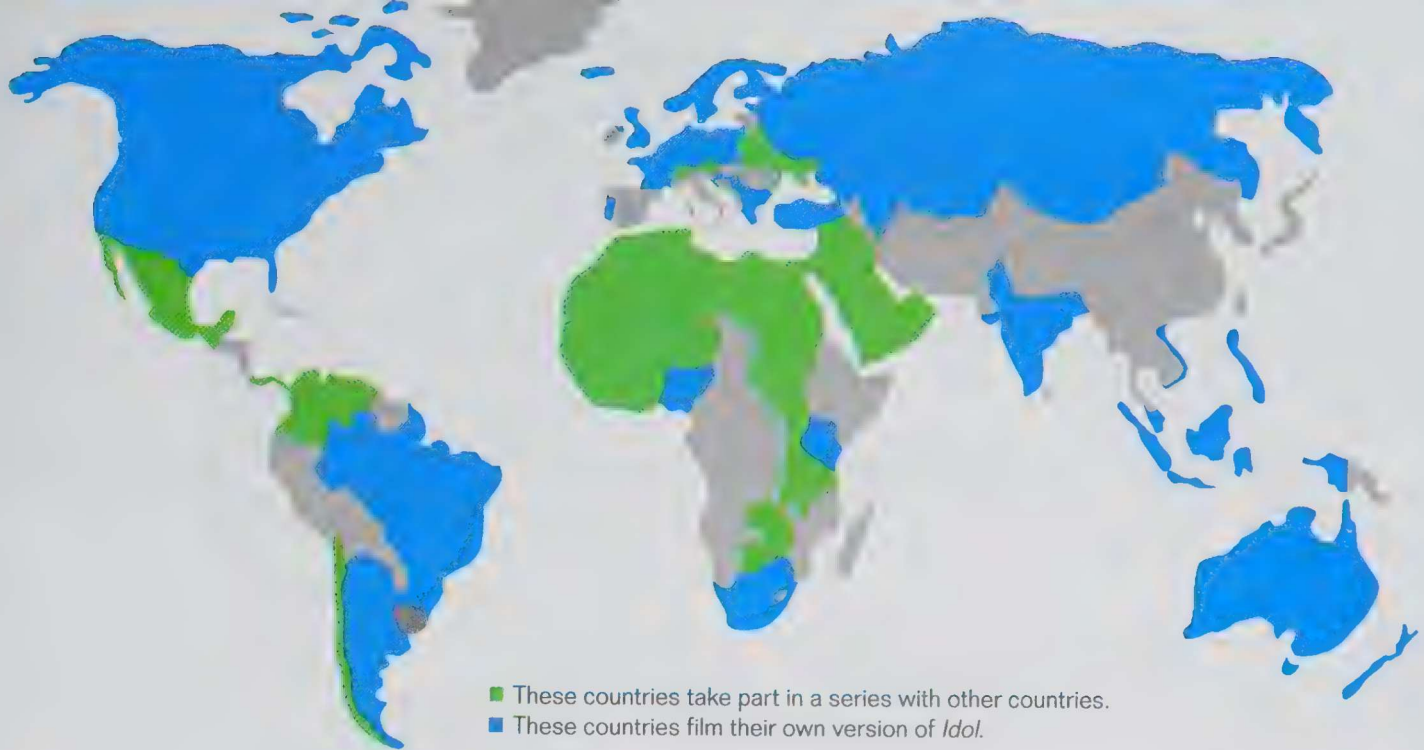 These countries take part in a series with other countries.
These countries film their own version of Idol.